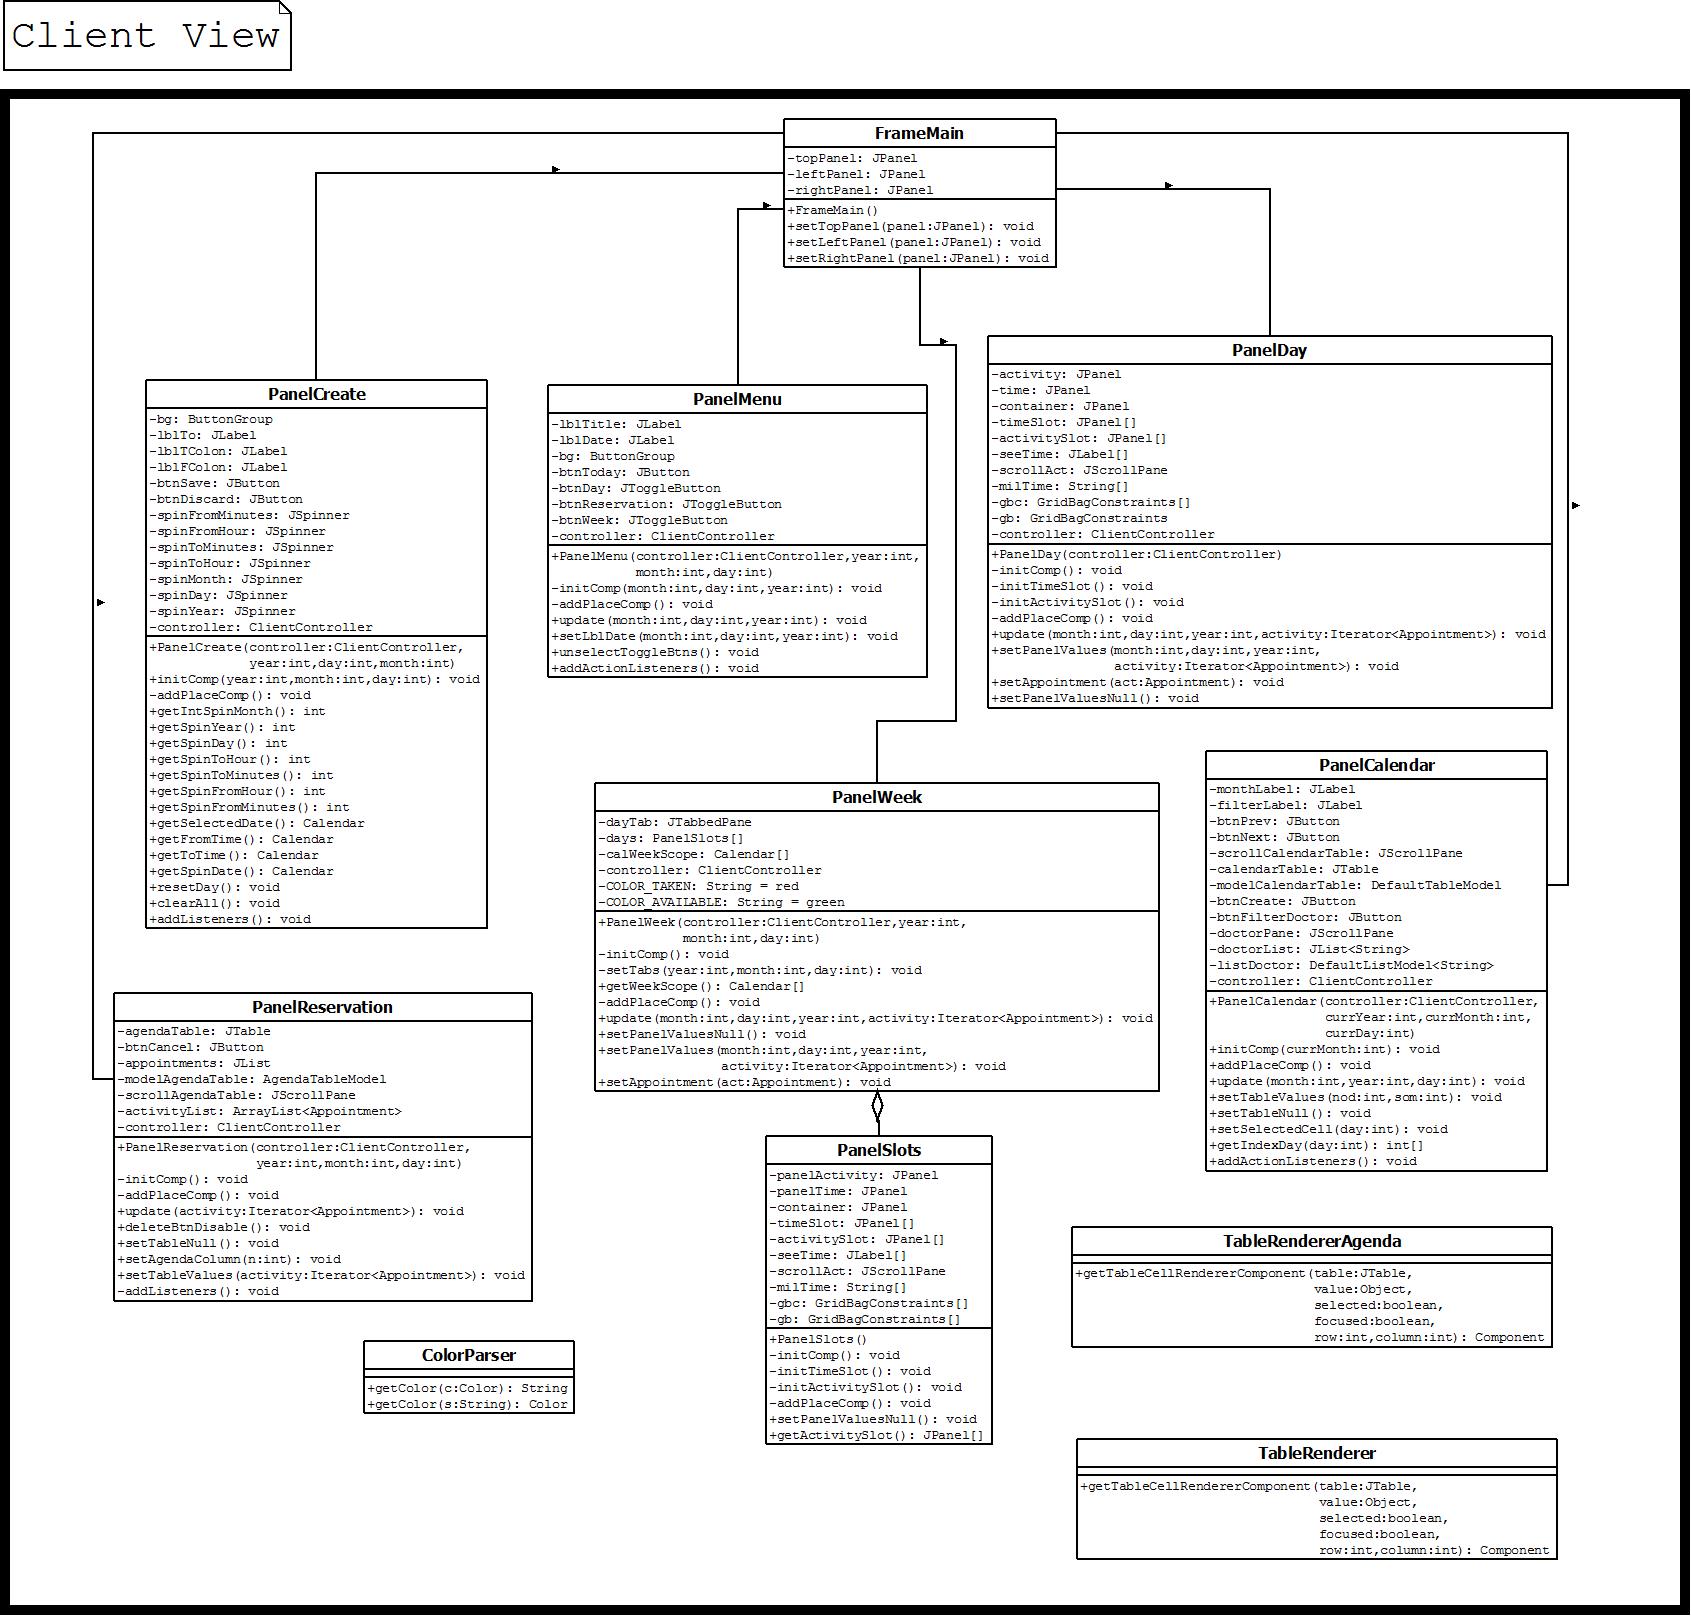 Client View
FrameMain
-topPanel: JPanel
-leftPanel: JPanel
-rightPanel: JPanel
+FrameMain()
+setTopPanel(panel:JPanel): void
+setLeftPanel(panel:JPanel): void
+setRightPanel(panel:JPanel): void
PanelCreate
-bg: ButtonGroup
-lblTo: JLabel
-lblTColon: JLabel
-lblFColon: JLabel
-btnSave: JButton
-btnDiscard: JButton
-spinFromMinutes: JSpinner
-spinFromHour: JSpinner
-spinToMinutes: JSpinner
-spinToHour: JSpinner
-spinMonth: JSpinner
-spinDay: JSpinner
-spinYear: JSpinner
-controller: ClientController
+PanelCreate(controller:ClientController,
year:int,day:int,month:int)
+initComp(year:int,month:int,day:int): void
-addPlaceComp(): void
+getIntSpinMonth(): int
+getSpinYear(): int
+getSpinDay(): int
+getSpinToHour(): int
+getSpinToMinutes(): int
+getSpinFromHour(): int
+getSpinFromMinutes(): int
+getSelectedDate(): Calendar
+getFromTime(): Calendar
+getToTime(): Calendar
+getSpinDate(): Calendar
+resetDay(): void
+clearAll(): void
+addListeners(): void
PanelMenu
-lblTitle: JLabel
-lblDate: JLabel
-bg: ButtonGroup
-btnToday: JButton
-btnDay: JToggleButton
-btnReservation: JToggleButton
-btnWeek: JToggleButton
-controller: ClientController
+PanelMenu(controller:ClientController,year:int,
month:int,day:int)
-initComp(month:int,day:int,year:int): void
-addPlaceComp(): void
+update(month:int,day:int,year:int): void
+setLblDate(month:int,day:int,year:int): void
+unselectToggleBtns(): void
+addActionListeners(): void
PanelDay
-activity: JPanel
-time: JPanel
-container: JPanel
-timeSlot: JPanel[]
-activitySlot: JPanel[]
-seeTime: JLabel[]
-scrollAct: JScrollPane
-milTime: String[]
-gbc: GridBagConstraints[]
-gb: GridBagConstraints
-controller: ClientController
+PanelDay(controller:ClientController)
-initComp(): void
-initTimeSlot(): void
-initActivitySlot(): void
-addPlaceComp(): void
+update(month:int,day:int,year:int,activity:Iterator<Appointment>): void
+setPanelValues(month:int,day:int,year:int,
activity:Iterator<Appointment>): void
+setAppointment(act:Appointment): void
+setPanelValuesNull(): void
PanelWeek
-dayTab: JTabbedPane
-days: PanelSlots[]
-calWeekScope: Calendar[]
-controller: ClientController
-COLOR_TAKEN: String = red
-COLOR_AVAILABLE: String = green
+PanelWeek(controller:ClientController,year:int,
month:int,day:int)
-initComp(): void
-setTabs(year:int,month:int,day:int): void
+getWeekScope(): Calendar[]
-addPlaceComp(): void
+update(month:int,day:int,year:int,activity:Iterator<Appointment>): void
+setPanelValuesNull(): void
+setPanelValues(month:int,day:int,year:int,
activity:Iterator<Appointment>): void
+setAppointment(act:Appointment): void
PanelCalendar
-monthLabel: JLabel
-filterLabel: JLabel
-btnPrev: JButton
-btnNext: JButton
-scrollCalendarTable: JScrollPane
-calendarTable: JTable
-modelCalendarTable: DefaultTableModel
-btnCreate: JButton
-btnFilterDoctor: JButton
-doctorPane: JScrollPane
-doctorList: JList<String>
-listDoctor: DefaultListModel<String>
-controller: ClientController
+PanelCalendar(controller:ClientController,
currYear:int,currMonth:int,
currDay:int)
+initComp(currMonth:int): void
+addPlaceComp(): void
+update(month:int,year:int,day:int): void
+setTableValues(nod:int,som:int): void
+setTableNull(): void
+setSelectedCell(day:int): void
+getIndexDay(day:int): int[]
+addActionListeners(): void
PanelReservation
-agendaTable: JTable
-btnCancel: JButton
-appointments: JList
-modelAgendaTable: AgendaTableModel
-scrollAgendaTable: JScrollPane
-activityList: ArrayList<Appointment>
-controller: ClientController
+PanelReservation(controller:ClientController,
year:int,month:int,day:int)
-initComp(): void
-addPlaceComp(): void
+update(activity:Iterator<Appointment>): void
+deleteBtnDisable(): void
+setTableNull(): void
+setAgendaColumn(n:int): void
+setTableValues(activity:Iterator<Appointment>): void
-addListeners(): void
PanelSlots
-panelActivity: JPanel
-panelTime: JPanel
-container: JPanel
-timeSlot: JPanel[]
-activitySlot: JPanel[]
-seeTime: JLabel[]
-scrollAct: JScrollPane
-milTime: String[]
-gbc: GridBagConstraints[]
-gb: GridBagConstraints[]
+PanelSlots()
-initComp(): void
-initTimeSlot(): void
-initActivitySlot(): void
-addPlaceComp(): void
+setPanelValuesNull(): void
+getActivitySlot(): JPanel[]
TableRendererAgenda
+getTableCellRendererComponent(table:JTable,
value:Object,
selected:boolean,
focused:boolean,
row:int,column:int): Component
ColorParser
+getColor(c:Color): String
+getColor(s:String): Color
TableRenderer
+getTableCellRendererComponent(table:JTable,
value:Object,
selected:boolean,
focused:boolean,
row:int,column:int): Component